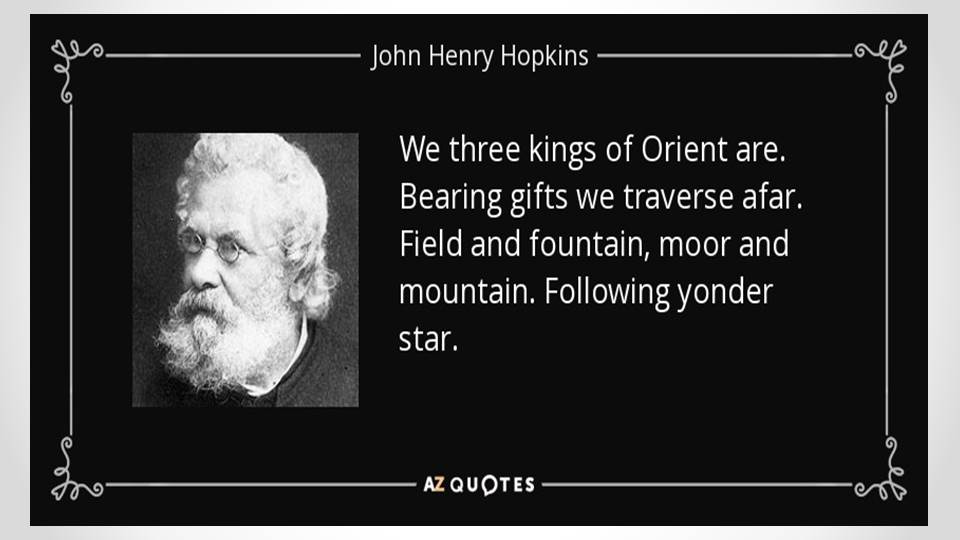 John Henry Hopkins
We three kings of Orient are.
Bearing gifts we traverse afar.
Field and fountain, moor and
mountain. Following yonder
star.
AZ QUOTES